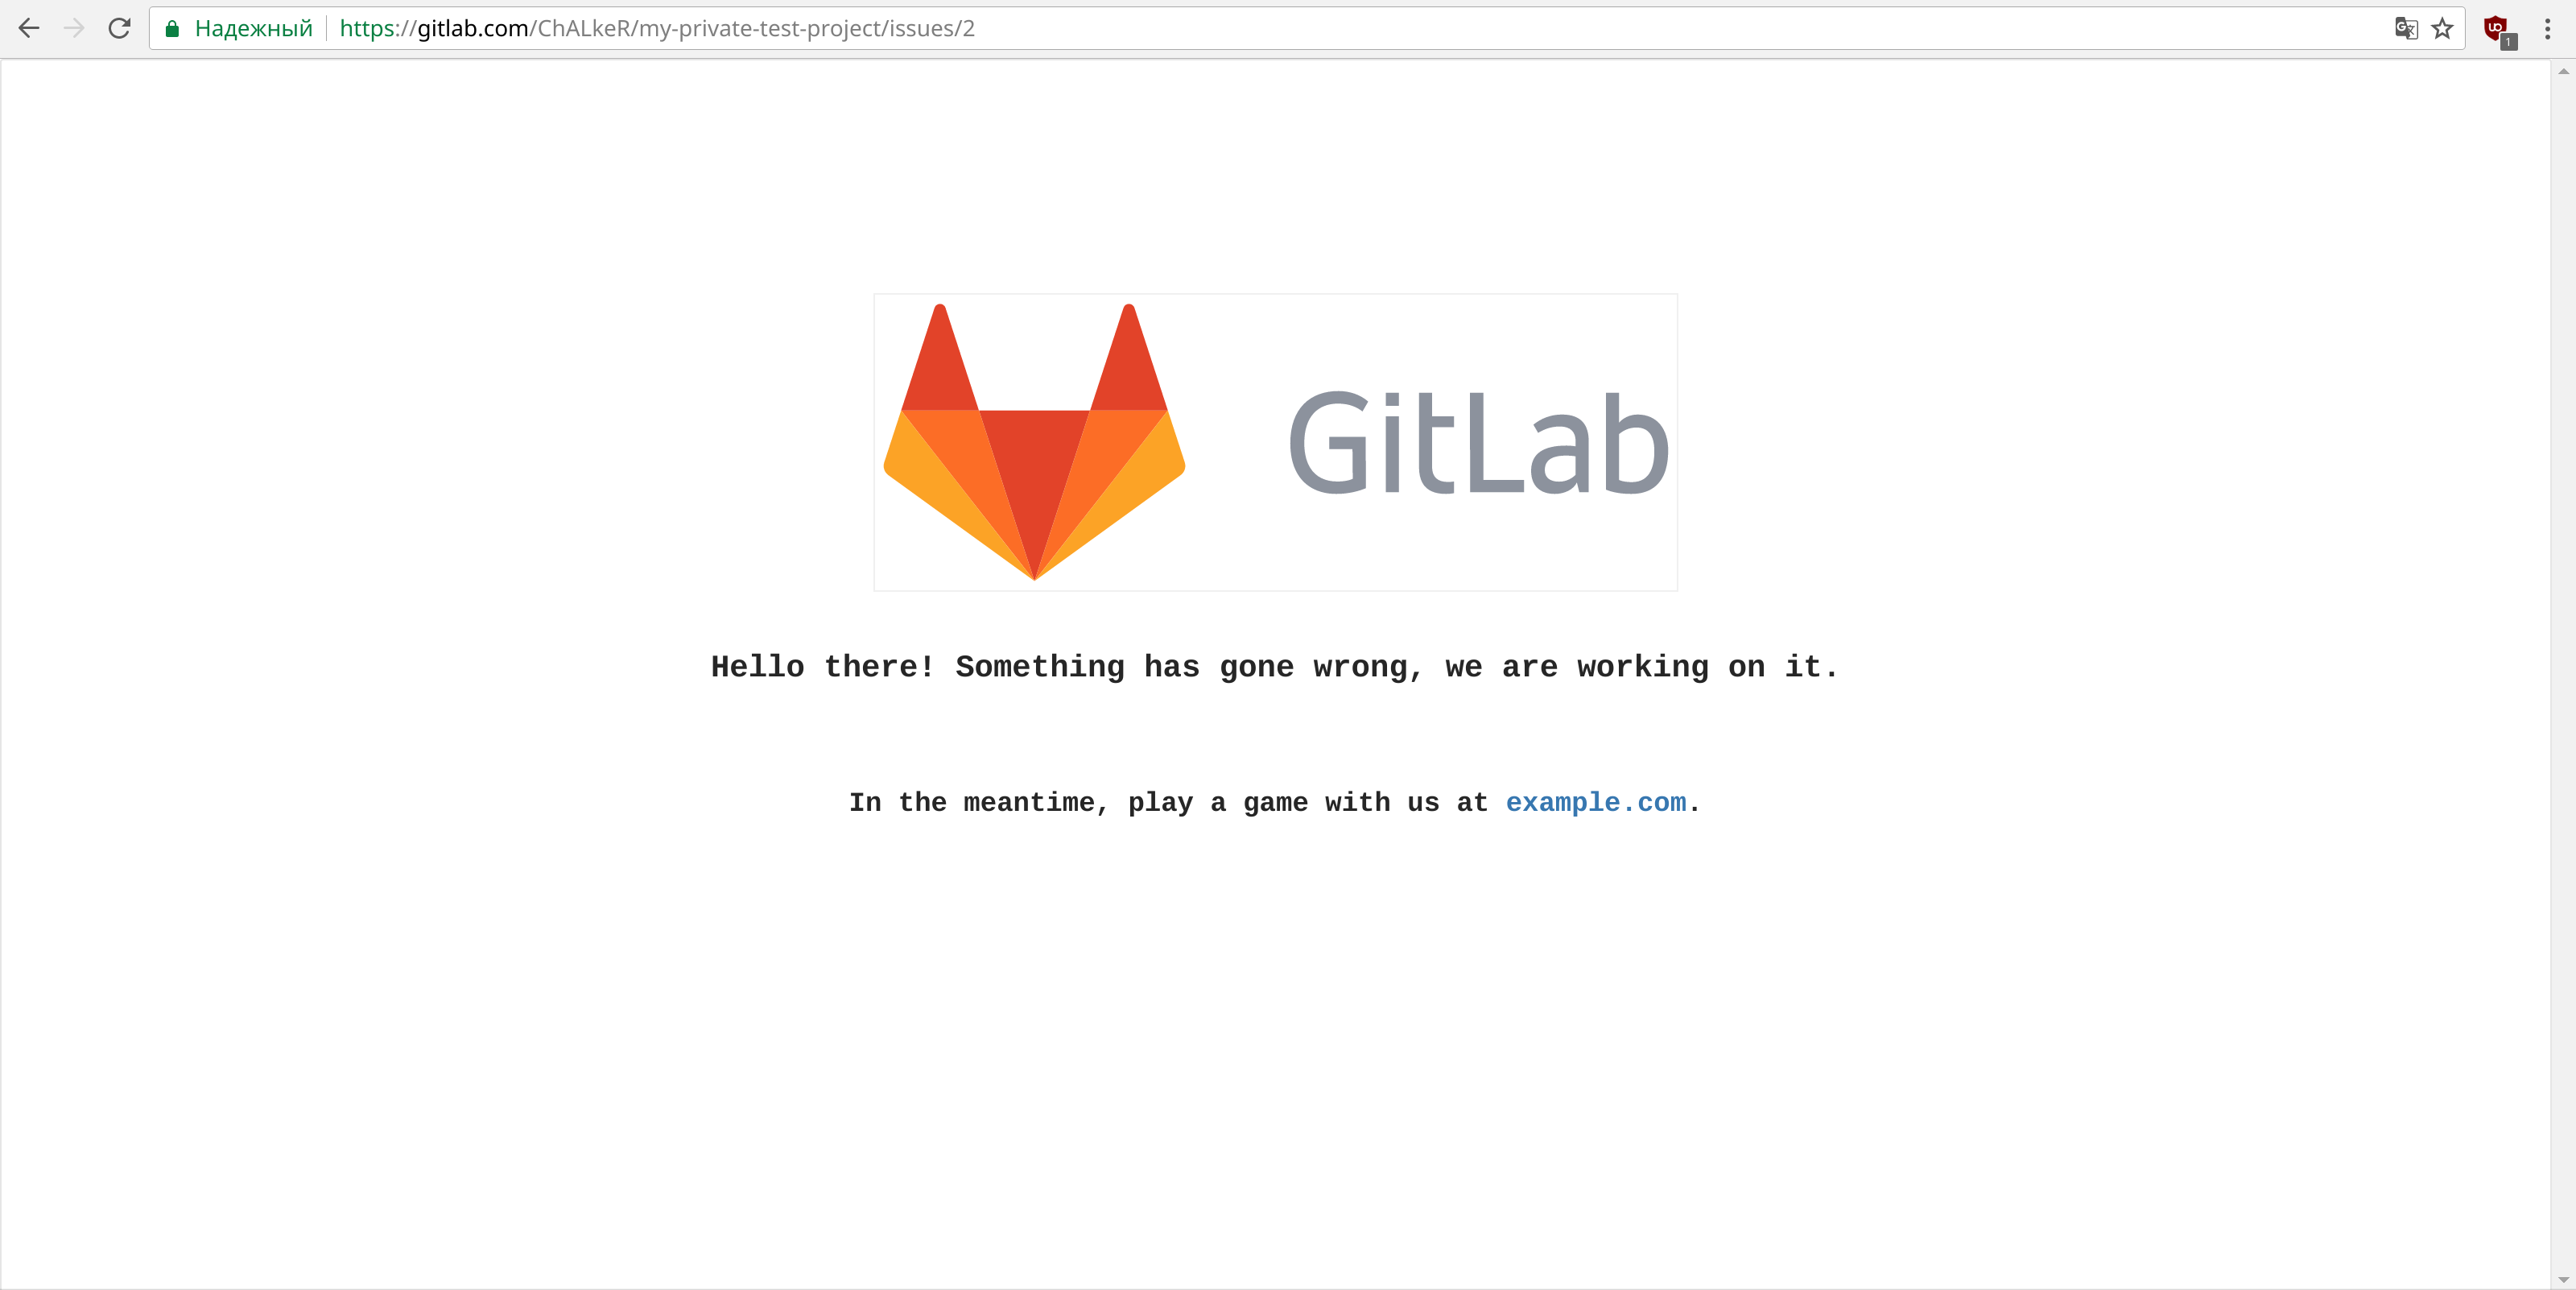 Надежный https://gitlab.com/ChALkeR/my-private-test-project/issues/2
1
GitLab
Hello there! Something has gone wrong, we are working on it.
In the meantime, play a game with us at example.com.